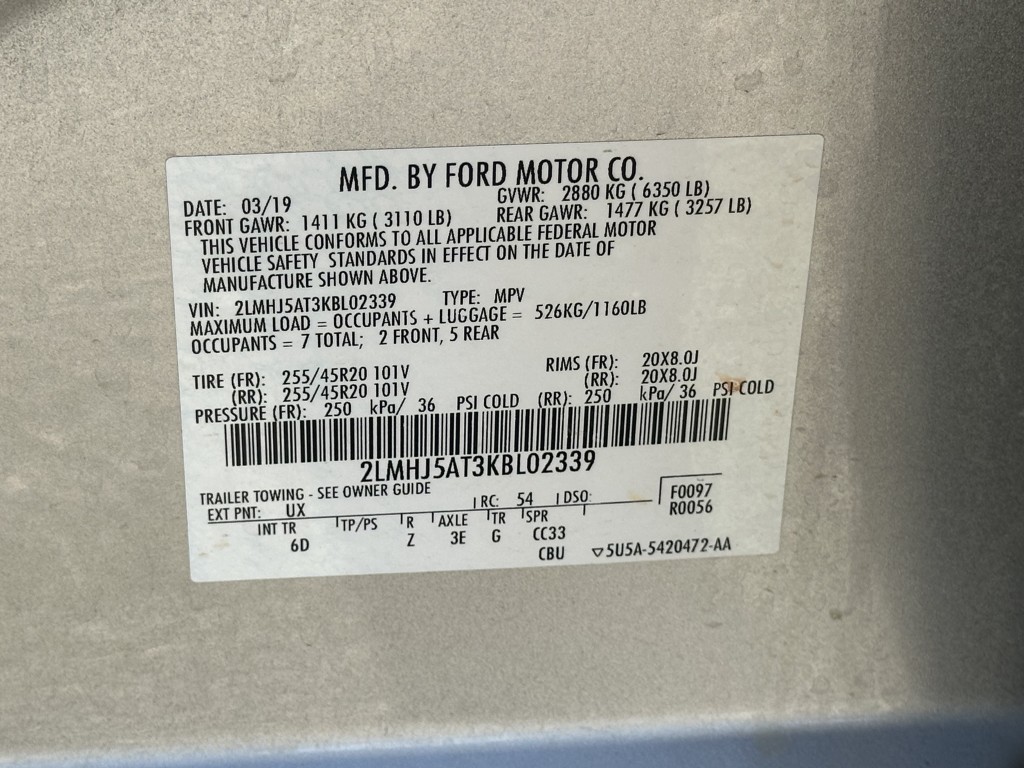 MFD. BY FORD MOTOR CO.
DATE: 03/19 GVWR: 2880 KG ( 6350 LB)
FRONT GAWR: 1411 KG ( 3110 LB) REAR GAWR: 1477 KG ( 3257 LB)
THIS VEHICLE CONFORMS TO ALL APPLICABLE FEDERAL MOTOR
VEHICLE SAFETY STANDARDS IN EFFECT ON THE DATE OF
MANUFACTURE SHOWN ABOVE.
VIN: 2LMHJ5AT3KBL02339 TYPE: MPV
MAXIMUM LOAD = OCCUPANTS + LUGGAGE = 526KG/1160LB
OCCUPANTS = 7 TOTAL; 2 FRONT, 5 REAR
TIRE (FR): 255/45R20 101V RIMS (FR): 20X8.0J
(RR): 255/45R20 101V (RR): 20X8.0J
PRESSURE (FR): 250 kPa/ 36 PSI COLD (RR): 250 kPa/ 36 PSI COLD
2LMHJ5AT3KBL02339
TRAILER TOWING - SEE OWNER GUIDE
EXT PNT: UX RC: 54 DSO: F0097
R0056
INT TR TP/PS R AXLE TR SPR
6D Z 3E G CC33
CBU ▽5U5A-5420472-AA